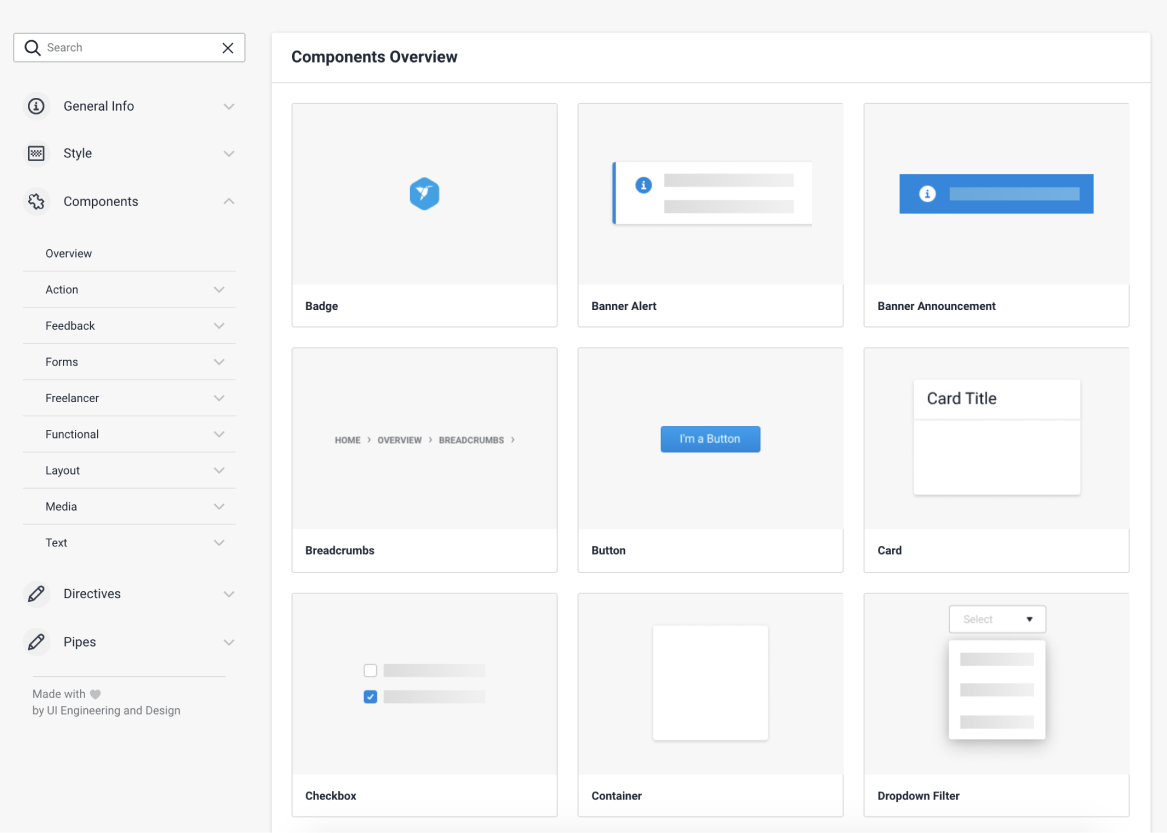 Search
General Info
Style
Components
Overview
Action
Feedback
Forms
Freelancer
Functional
Layout
Media
Text
Directives
Pipes
Made with
by UI Engineering and Design
Components Overview
Badge
Banner Alert
Banner Announcement
HOME > OVERVIEW > BREADCRUMBS >
Breadcrumbs
I'm a Button
Button
Card Title
Card
Checkbox
Container
Select
Dropdown Filter